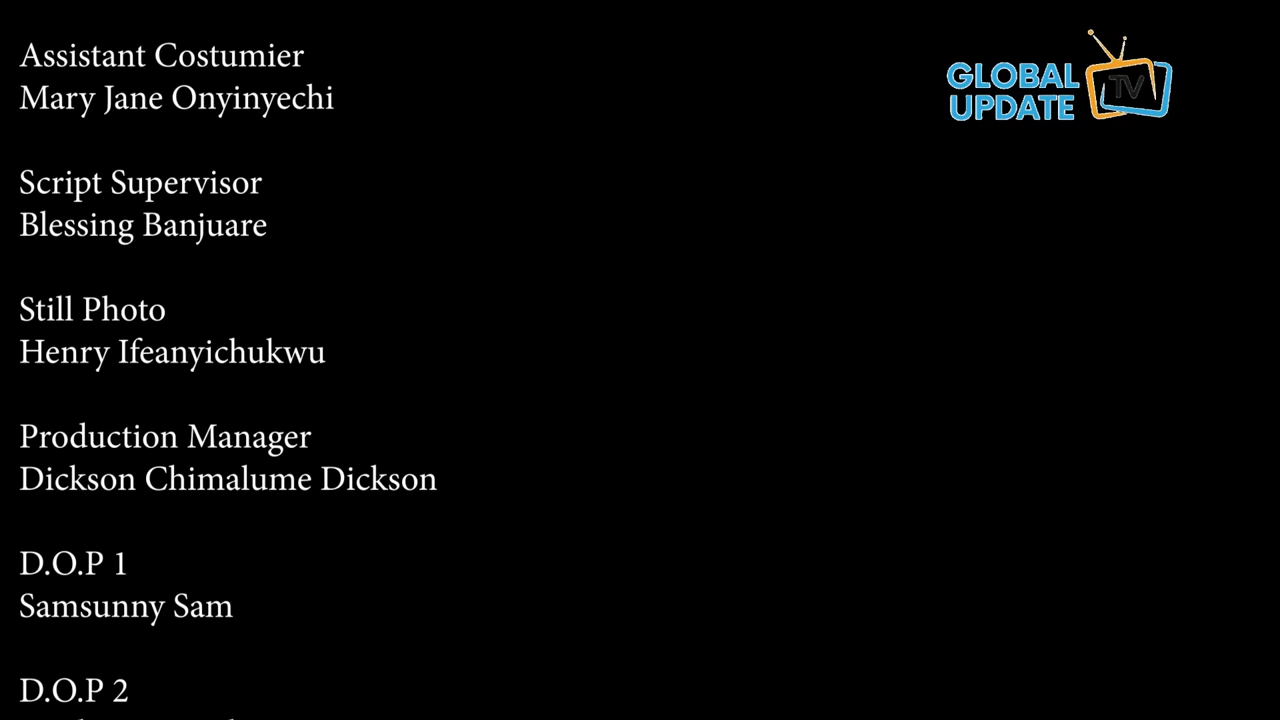 Assistant Costumier
Mary Jane Onyinyechi
Script Supervisor
Blessing Banjuare
Still Photo
Henry Ifeanyichukwu
Production Manager
Dickson Chimalume Dickson
D.O.P 1
Samsunny Sam
D.O.P 2
GLOBAL
UPDATE
TV